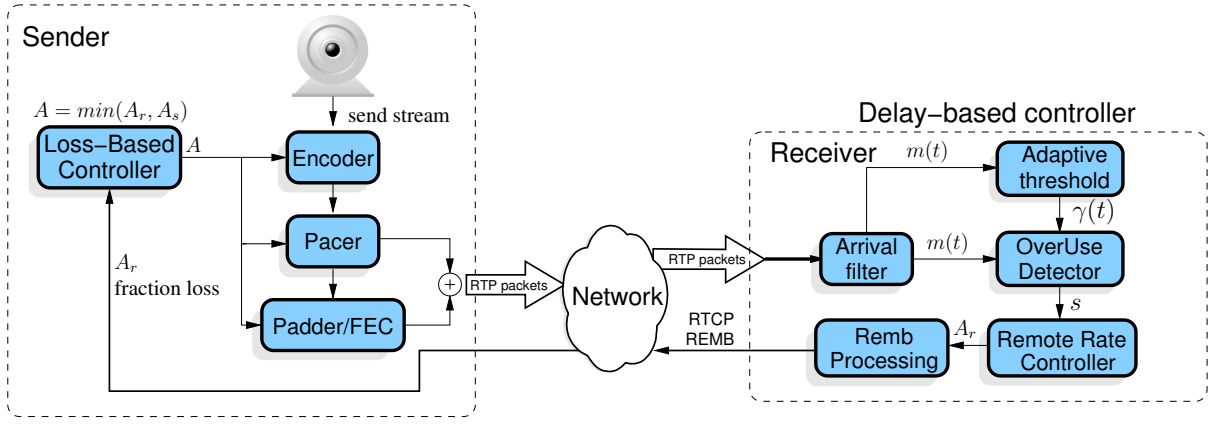 Sender
A = min(A_r, A_s)
Loss−Based
Controller
A
send stream
Encoder
Pacer
Padder/FEC
A_r
fraction loss
+
RTP packets
Network
RTP packets
RTCP
REMB
Delay−based controller
Receiver
m(t)
Adaptive
threshold
γ(t)
Arrival
filter
m(t)
OverUse
Detector
s
Remb
Processing
A_r
Remote Rate
Controller